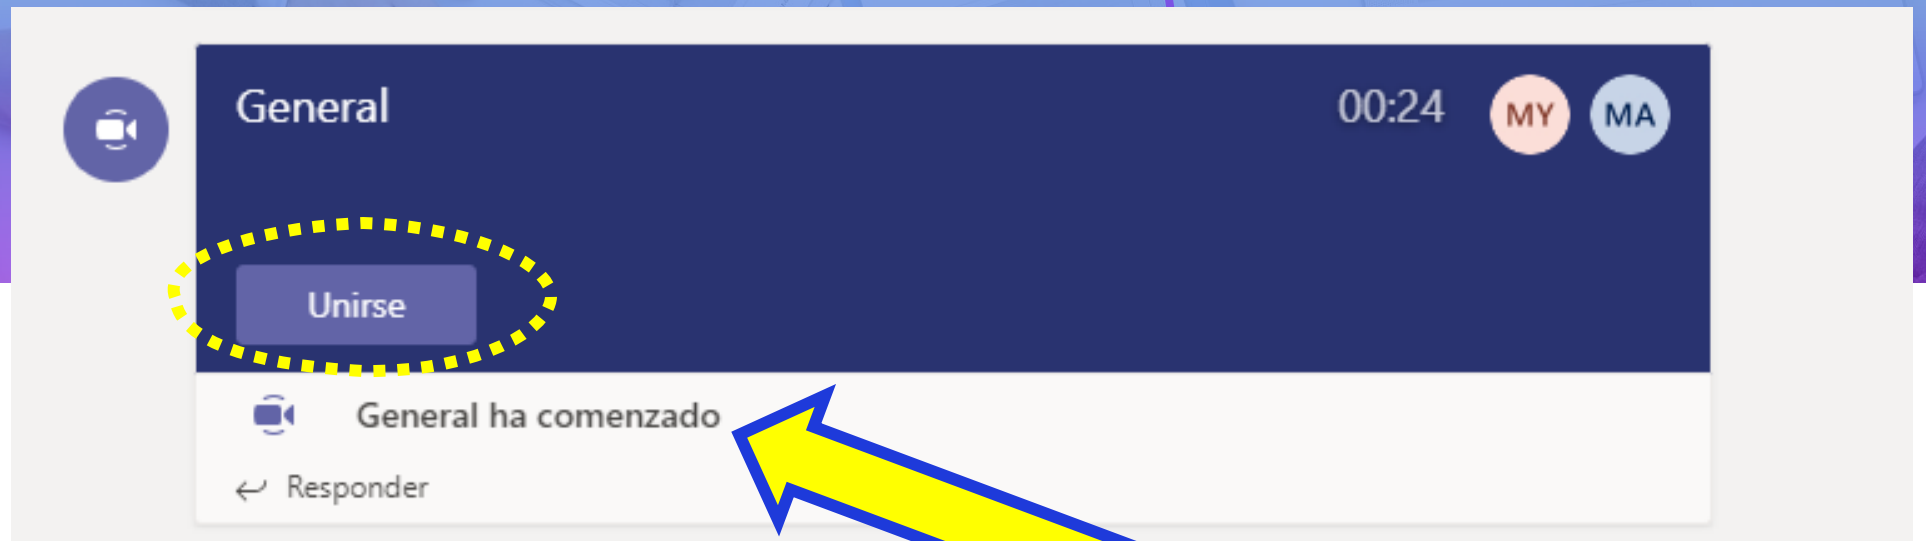 General 00:24 MY MA
Unirse
General ha comenzado
Responder